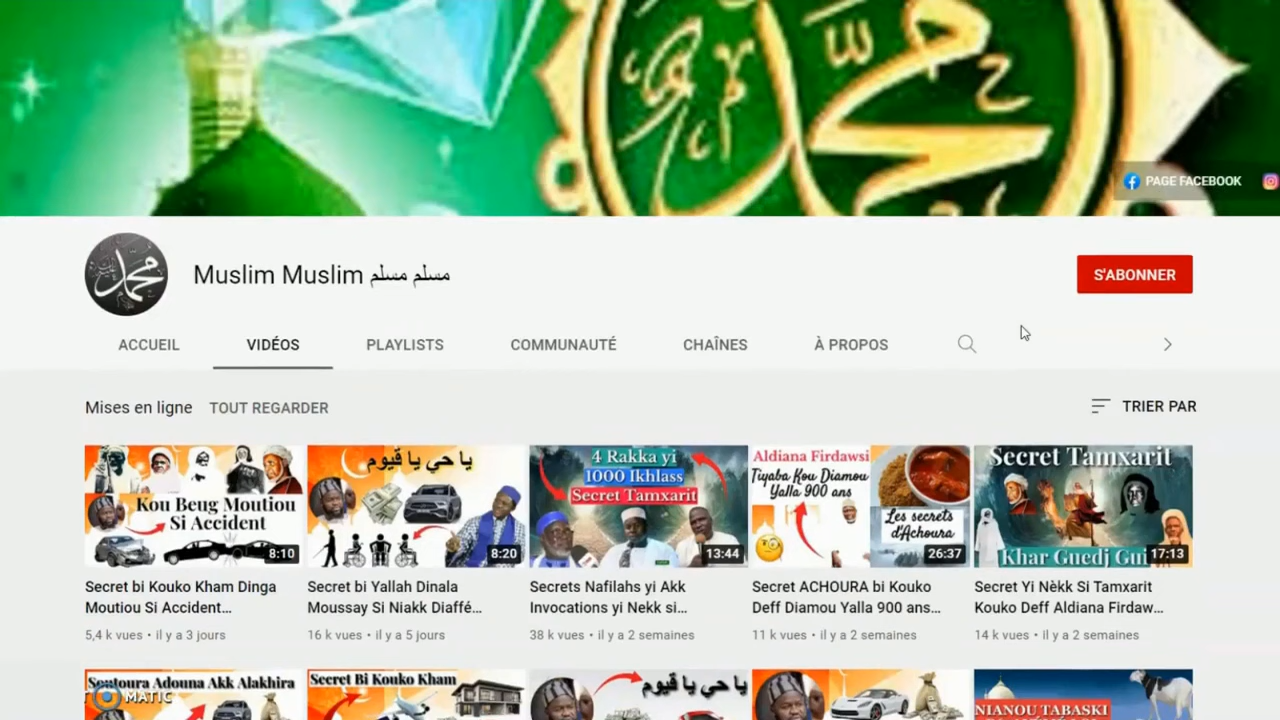 محمد
PAGE FACEBOOK
Muslim Muslim مسلم مسلم
S'ABONNER
ACCUEIL
VIDÉOS
PLAYLISTS
COMMUNAUTÉ
CHAÎNES
À PROPOS
Mises en ligne
TOUT REGARDER
TRIER PAR
Kou Beug Moutiou
Si Accident
8:10
Secret bi Kouko Kham Dinga
Moutiou Si Accident…
5,4 k vues • il y a 3 jours
يا حي يا قيوم
8:20
Secret bi Yallah Dinala
Moussay Si Niakk Diaffé…
16 k vues • il y a 5 jours
4 Rakka yi
1000 Ikhlass
Secret Tamxarit
13:44
Secrets Nafilahs yi Akk
Invocations yi Nekk si…
38 k vues • il y a 2 semaines
Aldiana Firdawsi
Tiyaba Kou Diamou
Yalla 900 ans
Les secrets
d'Achoura
26:37
Secret ACHOURA bi Kouko
Deff Diamou Yalla 900 ans…
11 k vues • il y a 2 semaines
Secret Tamxarit
Khar Guedj Gui
17:13
Secret Yi Nèkk Si Tamxarit
Kouko Deff Aldiana Firdaw…
14 k vues • il y a 2 semaines
Sentoura Adouna Akk Alakhira
MATIC
Secret Bi Kouko Kham
يا حي يا قيوم
NIANOU TABASKI